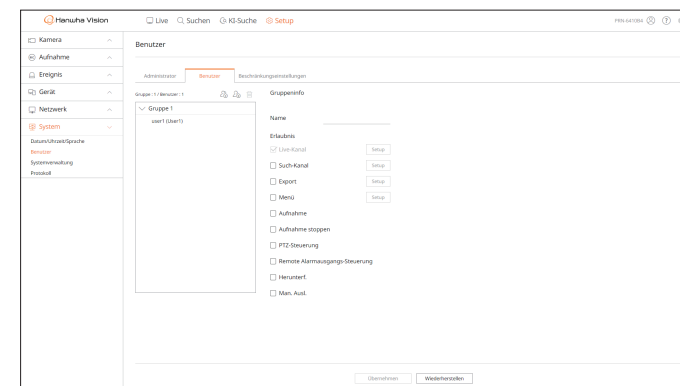 Hanwha Vision Live Suchen KI-Suche Setup PRN-6410B4
Kamera
Aufnahme
Ereignis
Gerät
Netzwerk
System
Datum/Uhrzeit/Sprache
Benutzer
Systemverwaltung
Protokoll
Benutzer
Administrator Benutzer Beschränkungseinstellungen
Gruppe : 1 / Benutzer : 1
Gruppe 1
user1 (User1)
Gruppeninfo
Name
Erlaubnis
Live-Kanal Setup
Such-Kanal Setup
Export Setup
Menü Setup
Aufnahme
Aufnahme stoppen
PTZ-Steuerung
Remote Alarmausgangs-Steuerung
Herunterf.
Man. Ausl.
Übernehmen Wiederherstellen